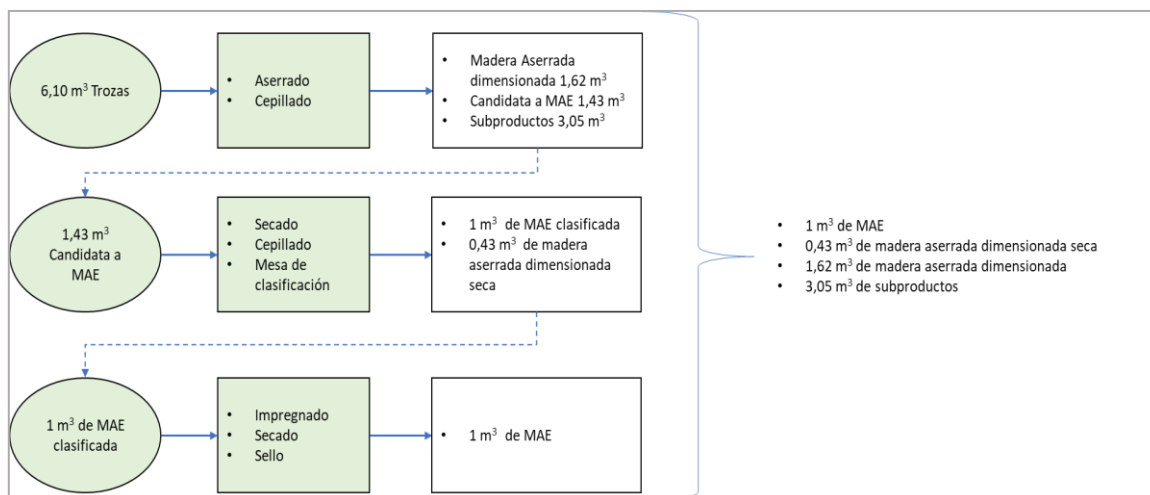 6,10 m³ Trozas
• Aserrado
• Cepillado
• Madera Aserrada
dimensionada 1,62 m³
• Candidata a MAE 1,43 m³
• Subproductos 3,05 m³
1,43 m³
Candidata a
MAE
• Secado
• Cepillado
• Mesa de
clasificación
• 1 m³ de MAE clasificada
• 0,43 m³ de madera
aserrada dimensionada
seca
1 m³ de MAE
clasificada
• Impregnado
• Secado
• Sello
• 1 m³ de MAE
• 1 m³ de MAE
• 0,43 m³ de madera aserrada dimensionada seca
• 1,62 m³ de madera aserrada dimensionada
• 3,05 m³ de subproductos